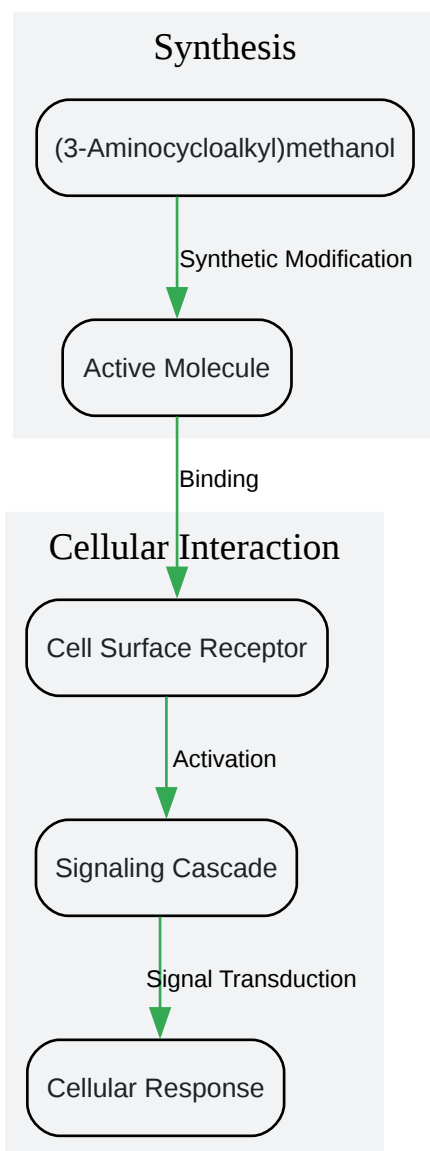 Synthesis
(3-Aminocycloalkyl)methanol
Synthetic Modification
Active Molecule
Binding
Cellular Interaction
Cell Surface Receptor
Activation
Signaling Cascade
Signal Transduction
Cellular Response